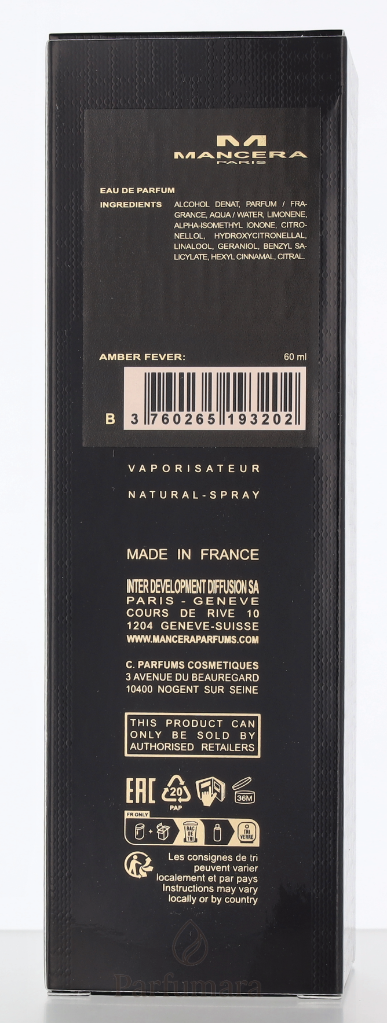 M
MANCERA
PARIS
EAU DE PARFUM
INGREDIENTS ALCOHOL DENAT, PARFUM / FRA-
GRANCE, AQUA / WATER, LIMONENE,
ALPHA-ISOMETHYL IONONE, CITRO-
NELLOL, HYDROXYCITRONELLAL,
LINALOOL, GERANIOL, BENZYL SA-
LICYLATE, HEXYL CINNAMAL, CITRAL.
AMBER FEVER: 60 ml
B 3 760265 193202
VAPORISATEUR
NATURAL-SPRAY
MADE IN FRANCE
INTER DEVELOPMENT DIFFUSION SA
PARIS - GENEVE
COURS DE RIVE 10
1204 GENEVE-SUISSE
WWW.MANCERAPARFUMS.COM
C. PARFUMS COSMETIQUES
3 AVENUE DU BEAUREGARD
10400 NOGENT SUR SEINE
THIS PRODUCT CAN
ONLY BE SOLD BY
AUTHORISED RETAILERS
EAC 20 36M
PAP
FR ONLY
+ BAC DE TRI TRI VERRE
Les consignes de tri
peuvent varier
localement et par pays
Instructions may vary
locally or by country
Parfumara